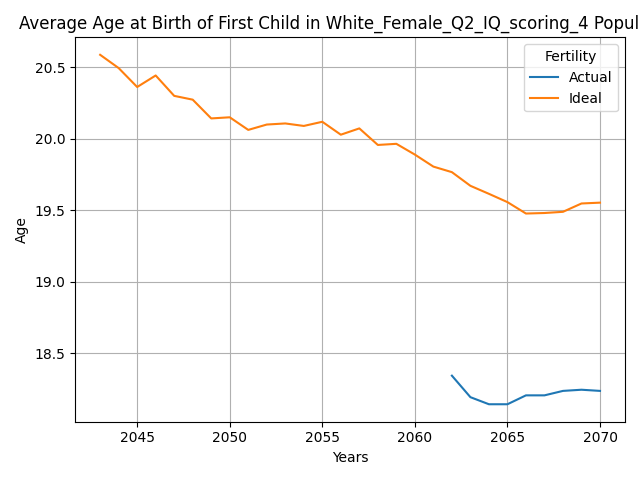 Average Age at Birth of First Child in White_Female_Q2_IQ_scoring_4 Popul
Fertility
Actual
Ideal
20.5
20.0
19.5
19.0
18.5
Age
2045 2050 2055 2060 2065 2070
Years